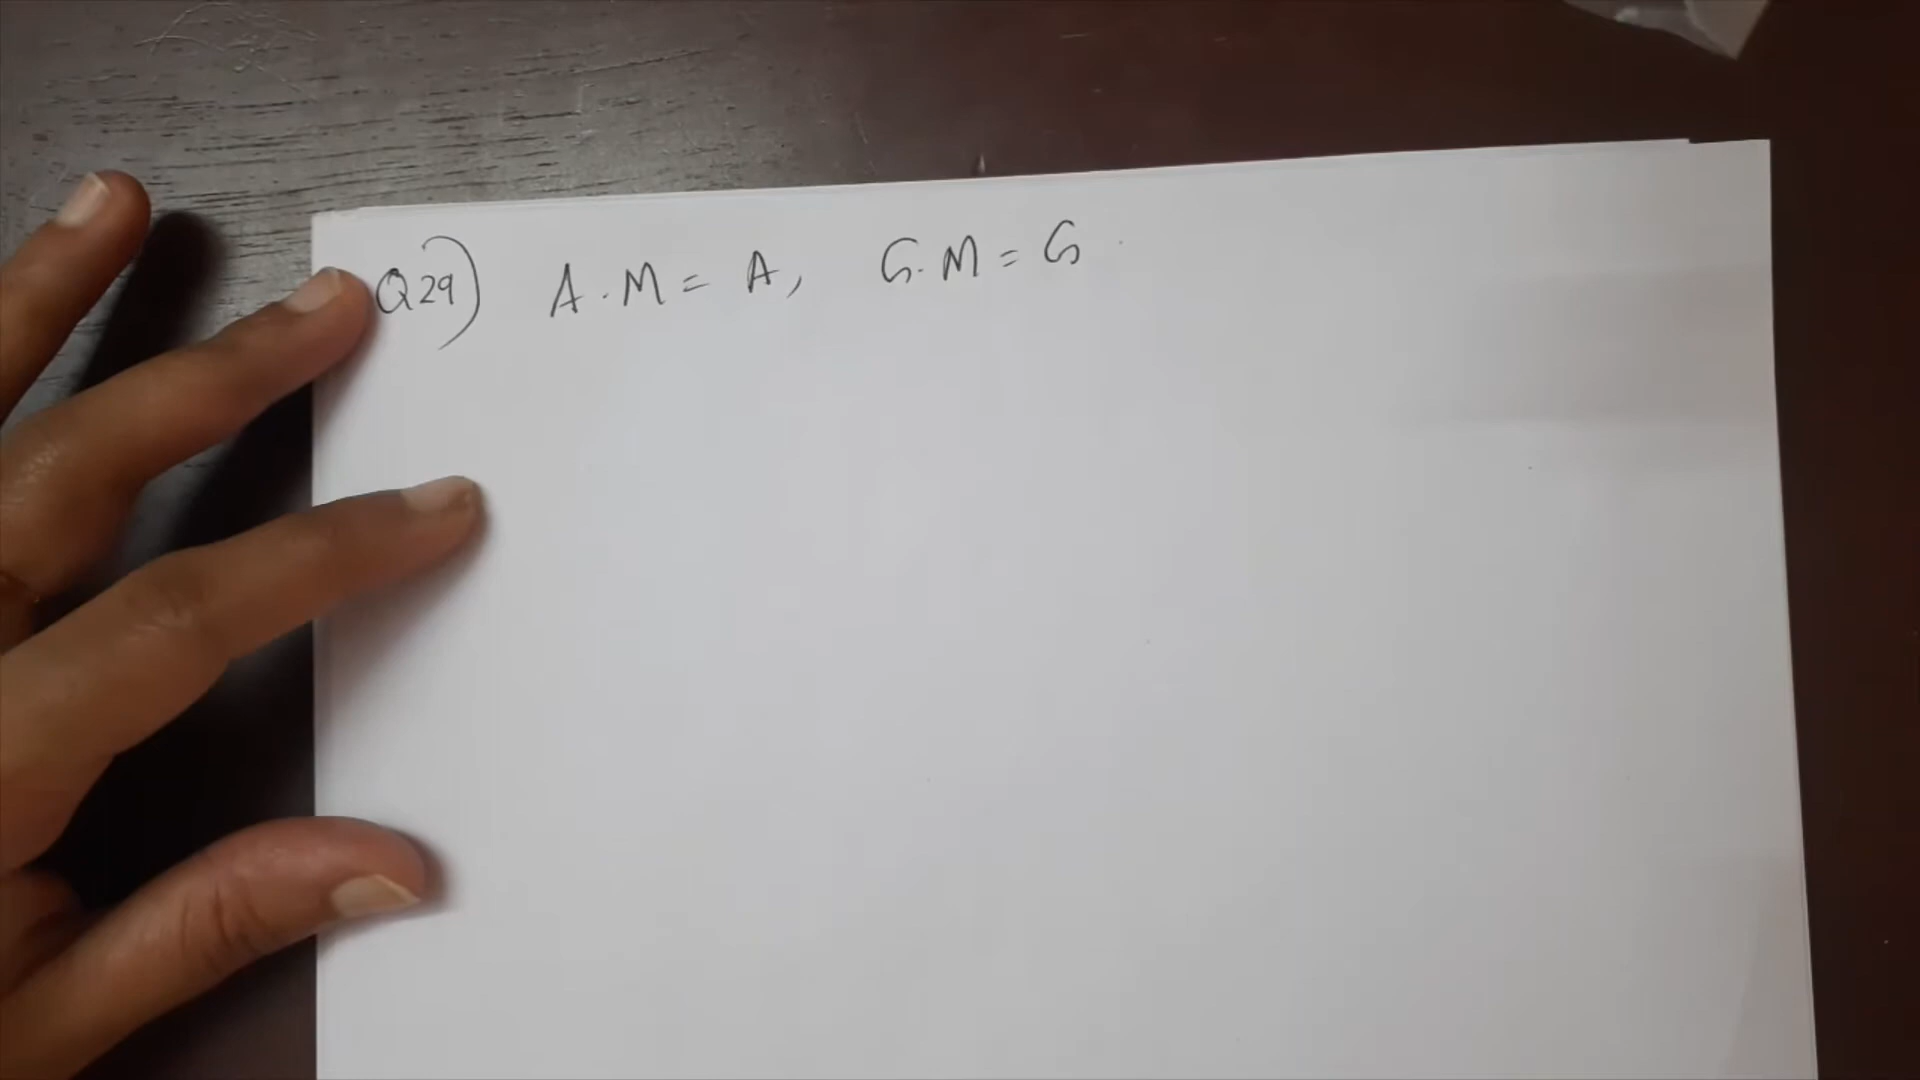 Q29) A.M = A, G.M = G